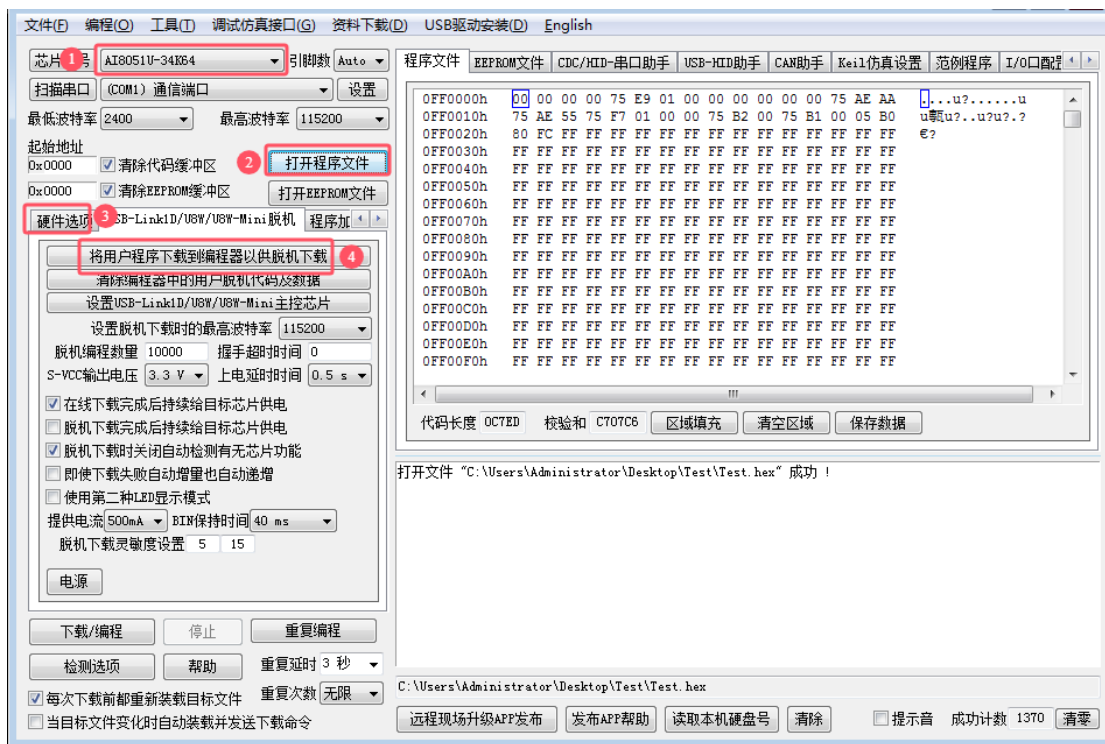 文件(F) 编程(O) 工具(T) 调试仿真接口(G) 资料下载(D) USB驱动安装(D) English
1
AI8051U-34K64 引脚数 Auto
扫描串口 (COM1) 通信端口 设置
最低波特率 2400 最高波特率 115200
起始地址
0x0000 清除代码缓冲区 2 打开程序文件
0x0000 清除EEPROM缓冲区 打开EEPROM文件
硬件选项 3 SB-Link1D/U8W/U8W-Mini脱机 程序加
将用户程序下载到编程器以供脱机下载 4
清除编程器中的用户脱机代码及数据
设置USB-Link1D/U8W/U8W-Mini主控芯片
设置脱机下载时的最高波特率 115200
脱机编程数量 10000 握手超时时间 0
S-VCC输出电压 3.3 V 上电延时时间 0.5 s
在线下载完成后持续给目标芯片供电
脱机下载完成后持续给目标芯片供电
脱机下载时关闭自动检测有无芯片功能
即使下载失败自动增量也自动递增
使用第二种LED显示模式
提供电流 500mA BIN保持时间 40 ms
脱机下载灵敏度设置 5 15
电源
下载/编程 停止 重复编程
检测选项 帮助 重复延时 3 秒
每次下载前都重新装载目标文件 重复次数 无限
当目标文件变化时自动装载并发送下载命令
程序文件 EEPROM文件 CDC/HID-串口助手 USB-HID助手 CAN助手 Keil仿真设置 范例程序 I/O口配
0FF0000h 00 00 00 00 75 E9 01 00 00 00 00 00 00 75 AE AA ....u?......u
0FF0010h 75 AE 55 75 F7 01 00 00 75 B2 00 75 B1 00 05 B0 u甒u?..u?u?.?
0FF0020h 80 FC FF FF FF FF FF FF FF FF FF FF FF FF FF FF €?
0FF0030h FF FF FF FF FF FF FF FF FF FF FF FF FF FF FF FF
0FF0040h FF FF FF FF FF FF FF FF FF FF FF FF FF FF FF FF
0FF0050h FF FF FF FF FF FF FF FF FF FF FF FF FF FF FF FF
0FF0060h FF FF FF FF FF FF FF FF FF FF FF FF FF FF FF FF
0FF0070h FF FF FF FF FF FF FF FF FF FF FF FF FF FF FF FF
0FF0080h FF FF FF FF FF FF FF FF FF FF FF FF FF FF FF FF
0FF0090h FF FF FF FF FF FF FF FF FF FF FF FF FF FF FF FF
0FF00A0h FF FF FF FF FF FF FF FF FF FF FF FF FF FF FF FF
0FF00B0h FF FF FF FF FF FF FF FF FF FF FF FF FF FF FF FF
0FF00C0h FF FF FF FF FF FF FF FF FF FF FF FF FF FF FF FF
0FF00D0h FF FF FF FF FF FF FF FF FF FF FF FF FF FF FF FF
0FF00E0h FF FF FF FF FF FF FF FF FF FF FF FF FF FF FF FF
0FF00F0h FF FF FF FF FF FF FF FF FF FF FF FF FF FF FF FF
代码长度 0C7ED 校验和 C707C6 区域填充 清空区域 保存数据
打开文件 “C:\Users\Administrator\Desktop\Test\Test.hex” 成功 !
C:\Users\Administrator\Desktop\Test\Test.hex
远程现场升级APP发布 发布APP帮助 读取本机硬盘号 清除 提示音 成功计数 1370 清零